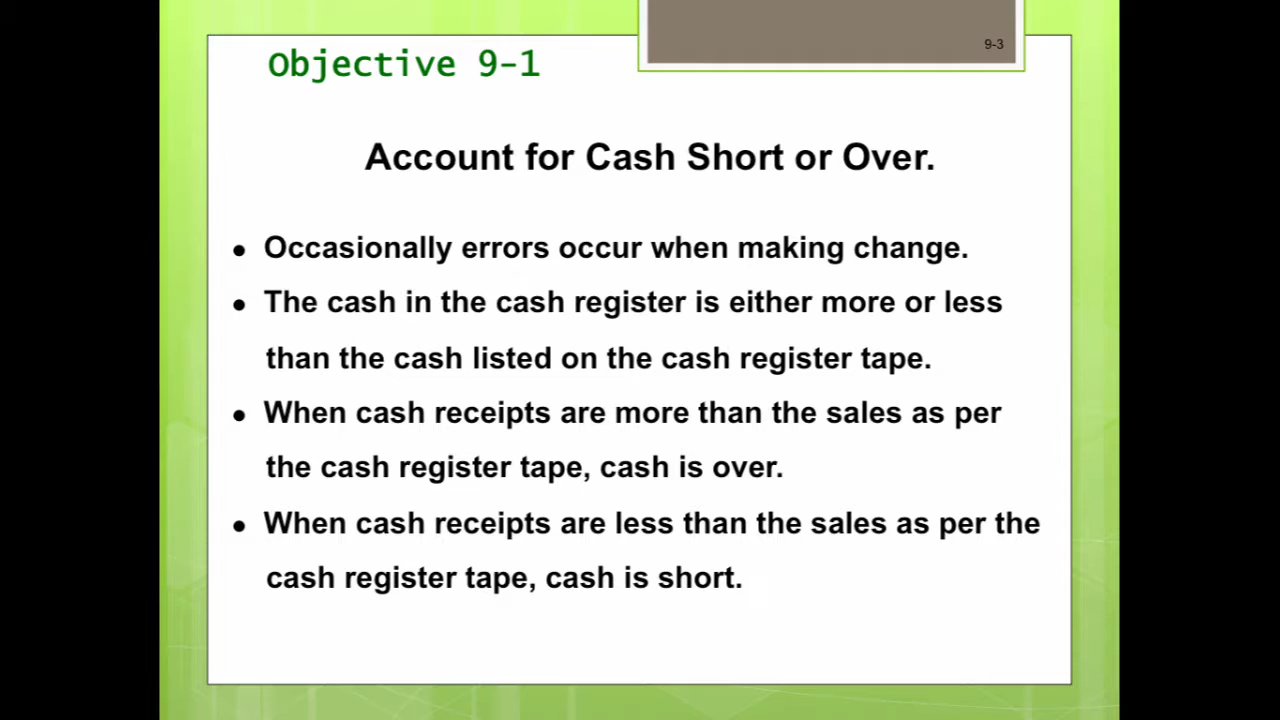 9-3
Objective 9-1
Account for Cash Short or Over.
● Occasionally errors occur when making change.
● The cash in the cash register is either more or less
than the cash listed on the cash register tape.
● When cash receipts are more than the sales as per
the cash register tape, cash is over.
● When cash receipts are less than the sales as per the
cash register tape, cash is short.